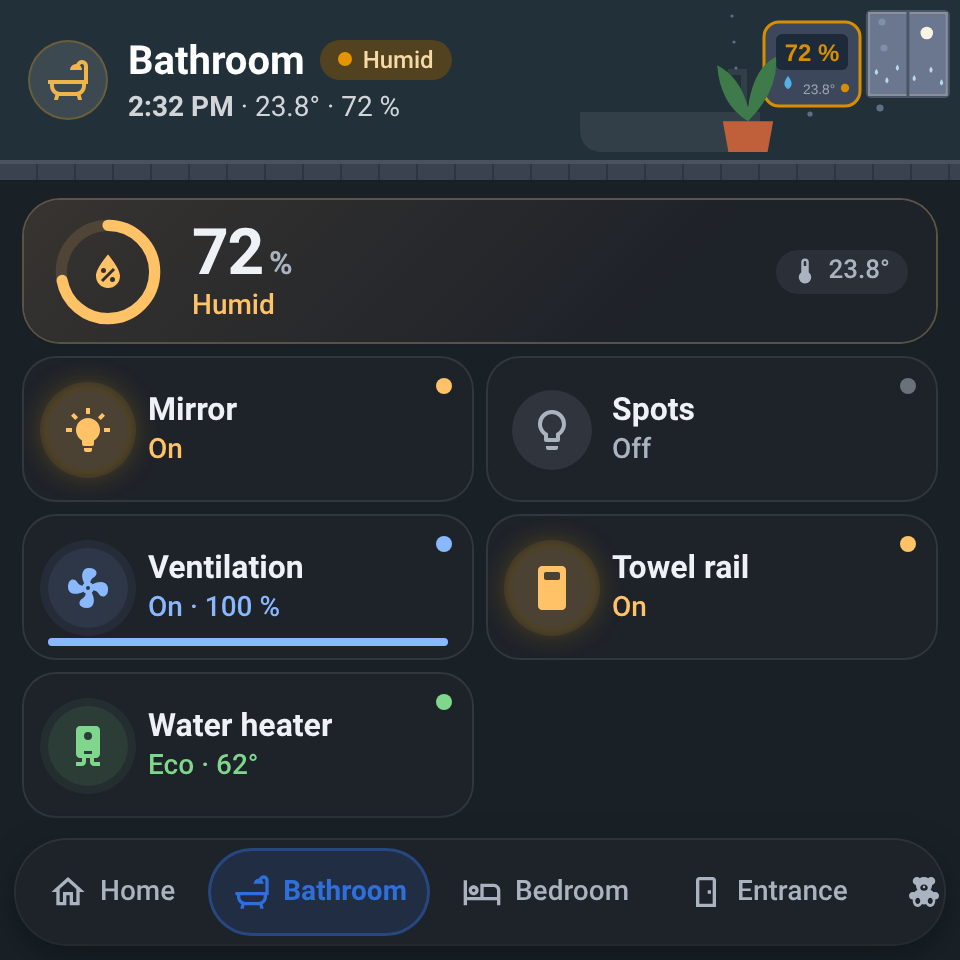 Bathroom Humid
2:32 PM · 23.8° · 72 %
72 %
23.8°
72 %
Humid
23.8°
Mirror
On
Spots
Off
Ventilation
On · 100 %
Towel rail
On
Water heater
Eco · 62°
Home Bathroom Bedroom Entrance